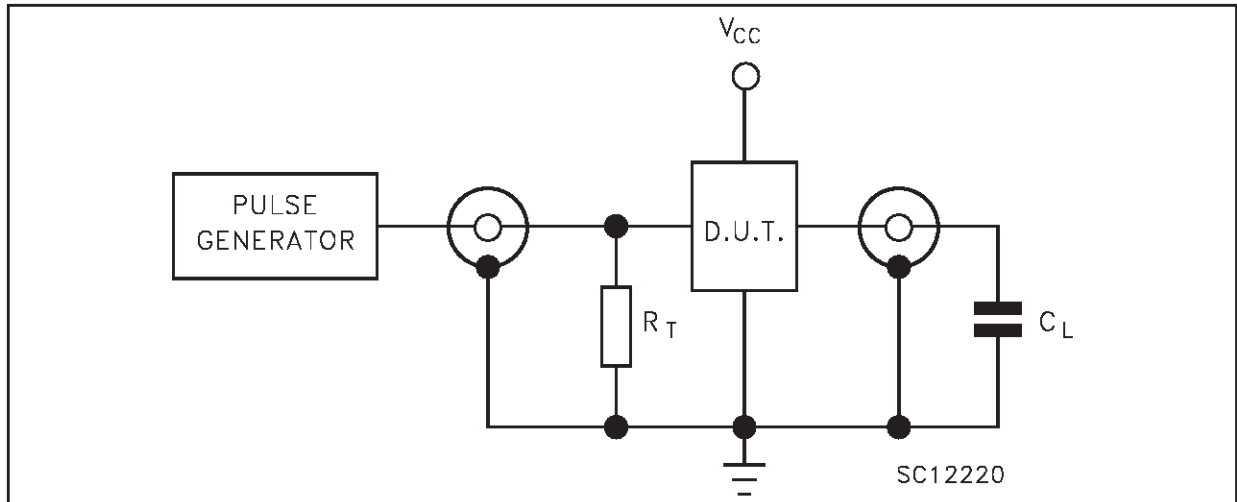 VCC
PULSE
GENERATOR
D.U.T.
RT
CL
SC12220